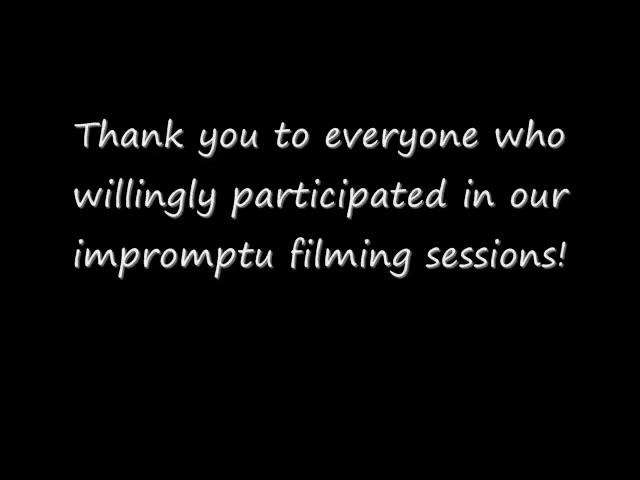 Thank you to everyone who
willingly participated in our
impromptu filming sessions!